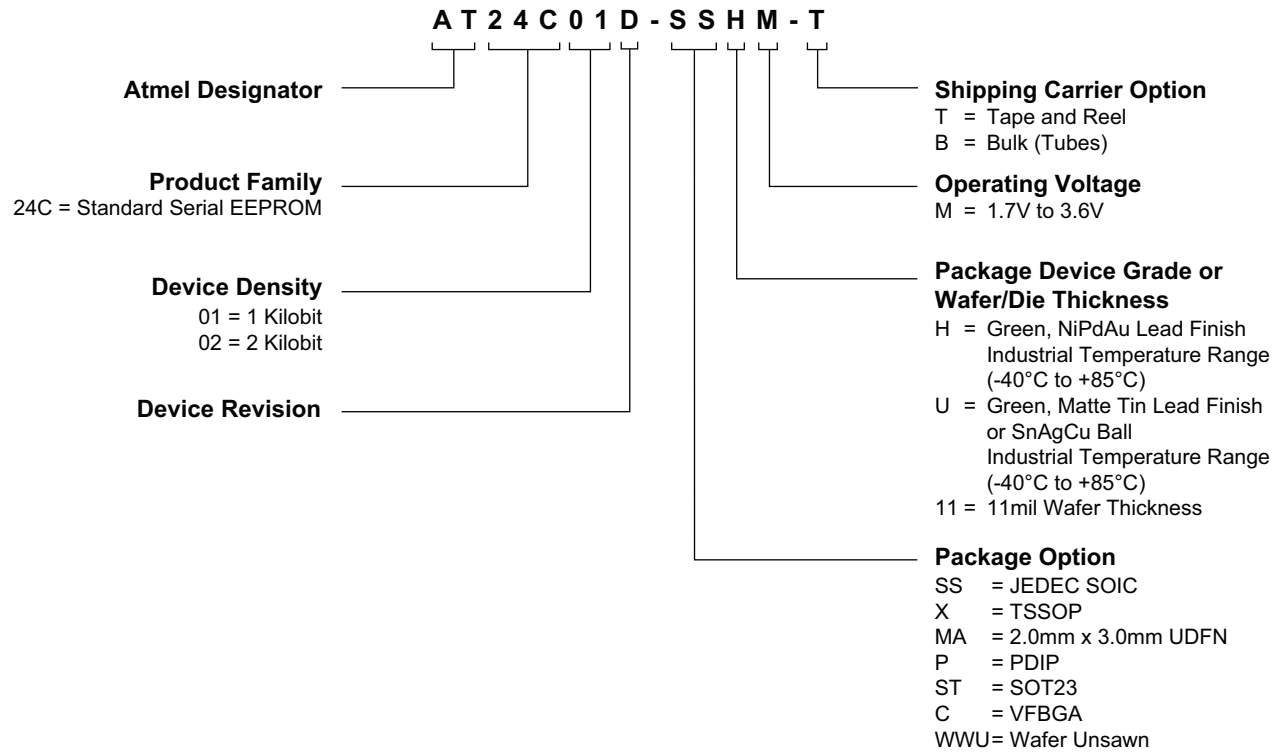 AT24C01D-SSHM-T
Atmel Designator
Product Family
24C = Standard Serial EEPROM
Device Density
01 = 1 Kilobit
02 = 2 Kilobit
Device Revision
Shipping Carrier Option
T = Tape and Reel
B = Bulk (Tubes)
Operating Voltage
M = 1.7V to 3.6V
Package Device Grade or
Wafer/Die Thickness
H = Green, NiPdAu Lead Finish
Industrial Temperature Range
(-40°C to +85°C)
U = Green, Matte Tin Lead Finish
or SnAgCu Ball
Industrial Temperature Range
(-40°C to +85°C)
11 = 11mil Wafer Thickness
Package Option
SS = JEDEC SOIC
X = TSSOP
MA = 2.0mm x 3.0mm UDFN
P = PDIP
ST = SOT23
C = VFBGA
WWU= Wafer Unsawn